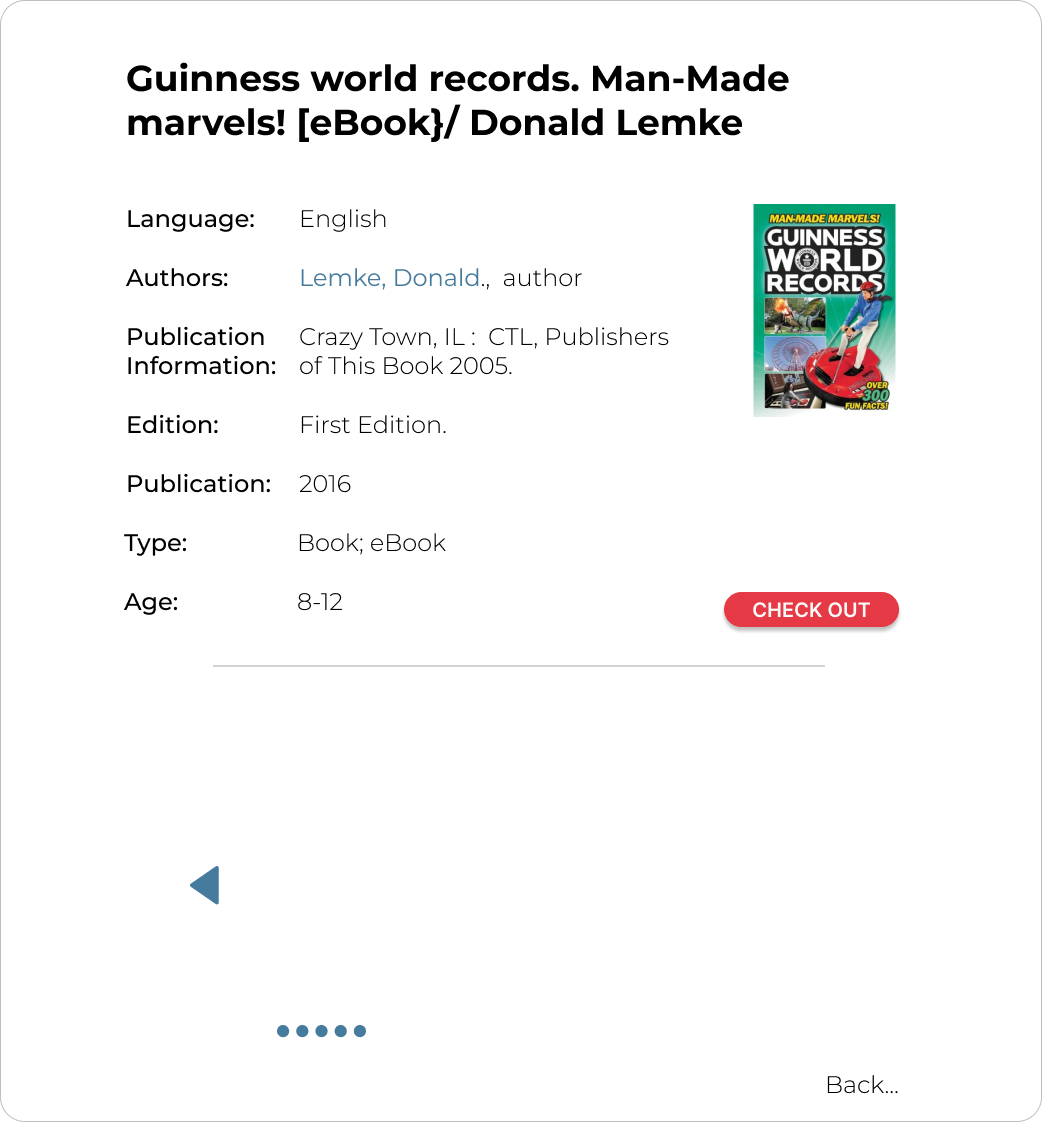 Guinness world records. Man-Made
marvels! [eBook}/ Donald Lemke
Language: English
Authors: Lemke, Donald., author
Publication Crazy Town, IL : CTL, Publishers
Information: of This Book 2005.
Edition: First Edition.
Publication: 2016
Type: Book; eBook
Age: 8-12
MAN-MADE MARVELS!
GUINNESS
WORLD
RECORDS
OVER
300
FUN FACTS!
CHECK OUT
Back...